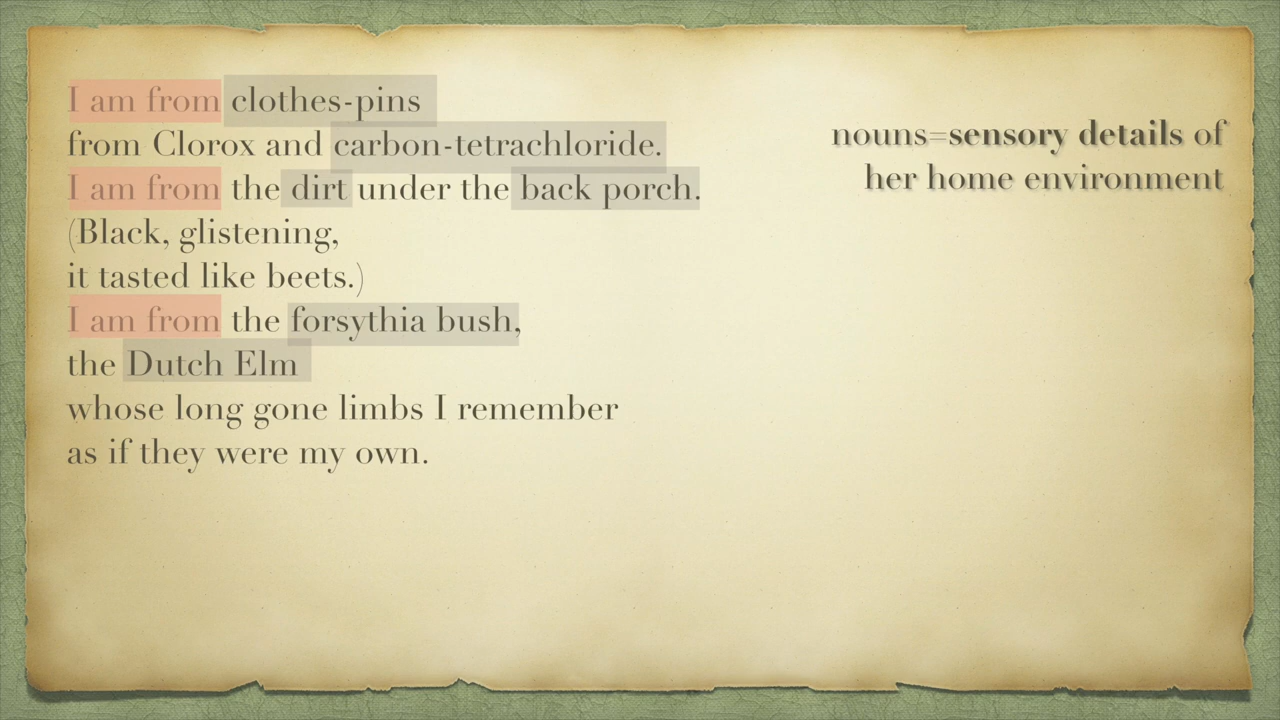 I am from clothes-pins
from Clorox and carbon-tetrachloride.
I am from the dirt under the back porch.
(Black, glistening,
it tasted like beets.)
I am from the forsythia bush,
the Dutch Elm
whose long gone limbs I remember
as if they were my own.
nouns=sensory details of
her home environment